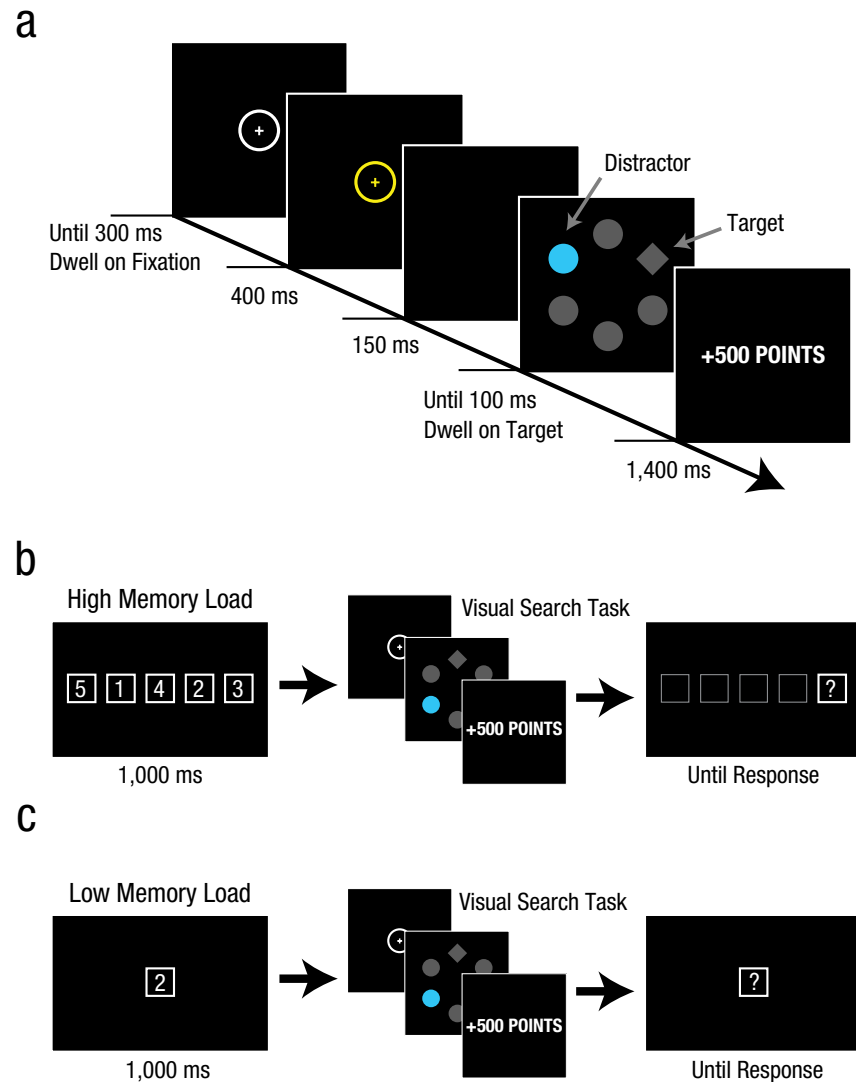 a
Distractor
Target
Until 300 ms
Dwell on Fixation
400 ms
150 ms
+500 POINTS
Until 100 ms
Dwell on Target
1,400 ms
b
High Memory Load
Visual Search Task
5 1 4 2 3
?
+500 POINTS
1,000 ms
Until Response
c
Low Memory Load
Visual Search Task
2
?
+500 POINTS
1,000 ms
Until Response